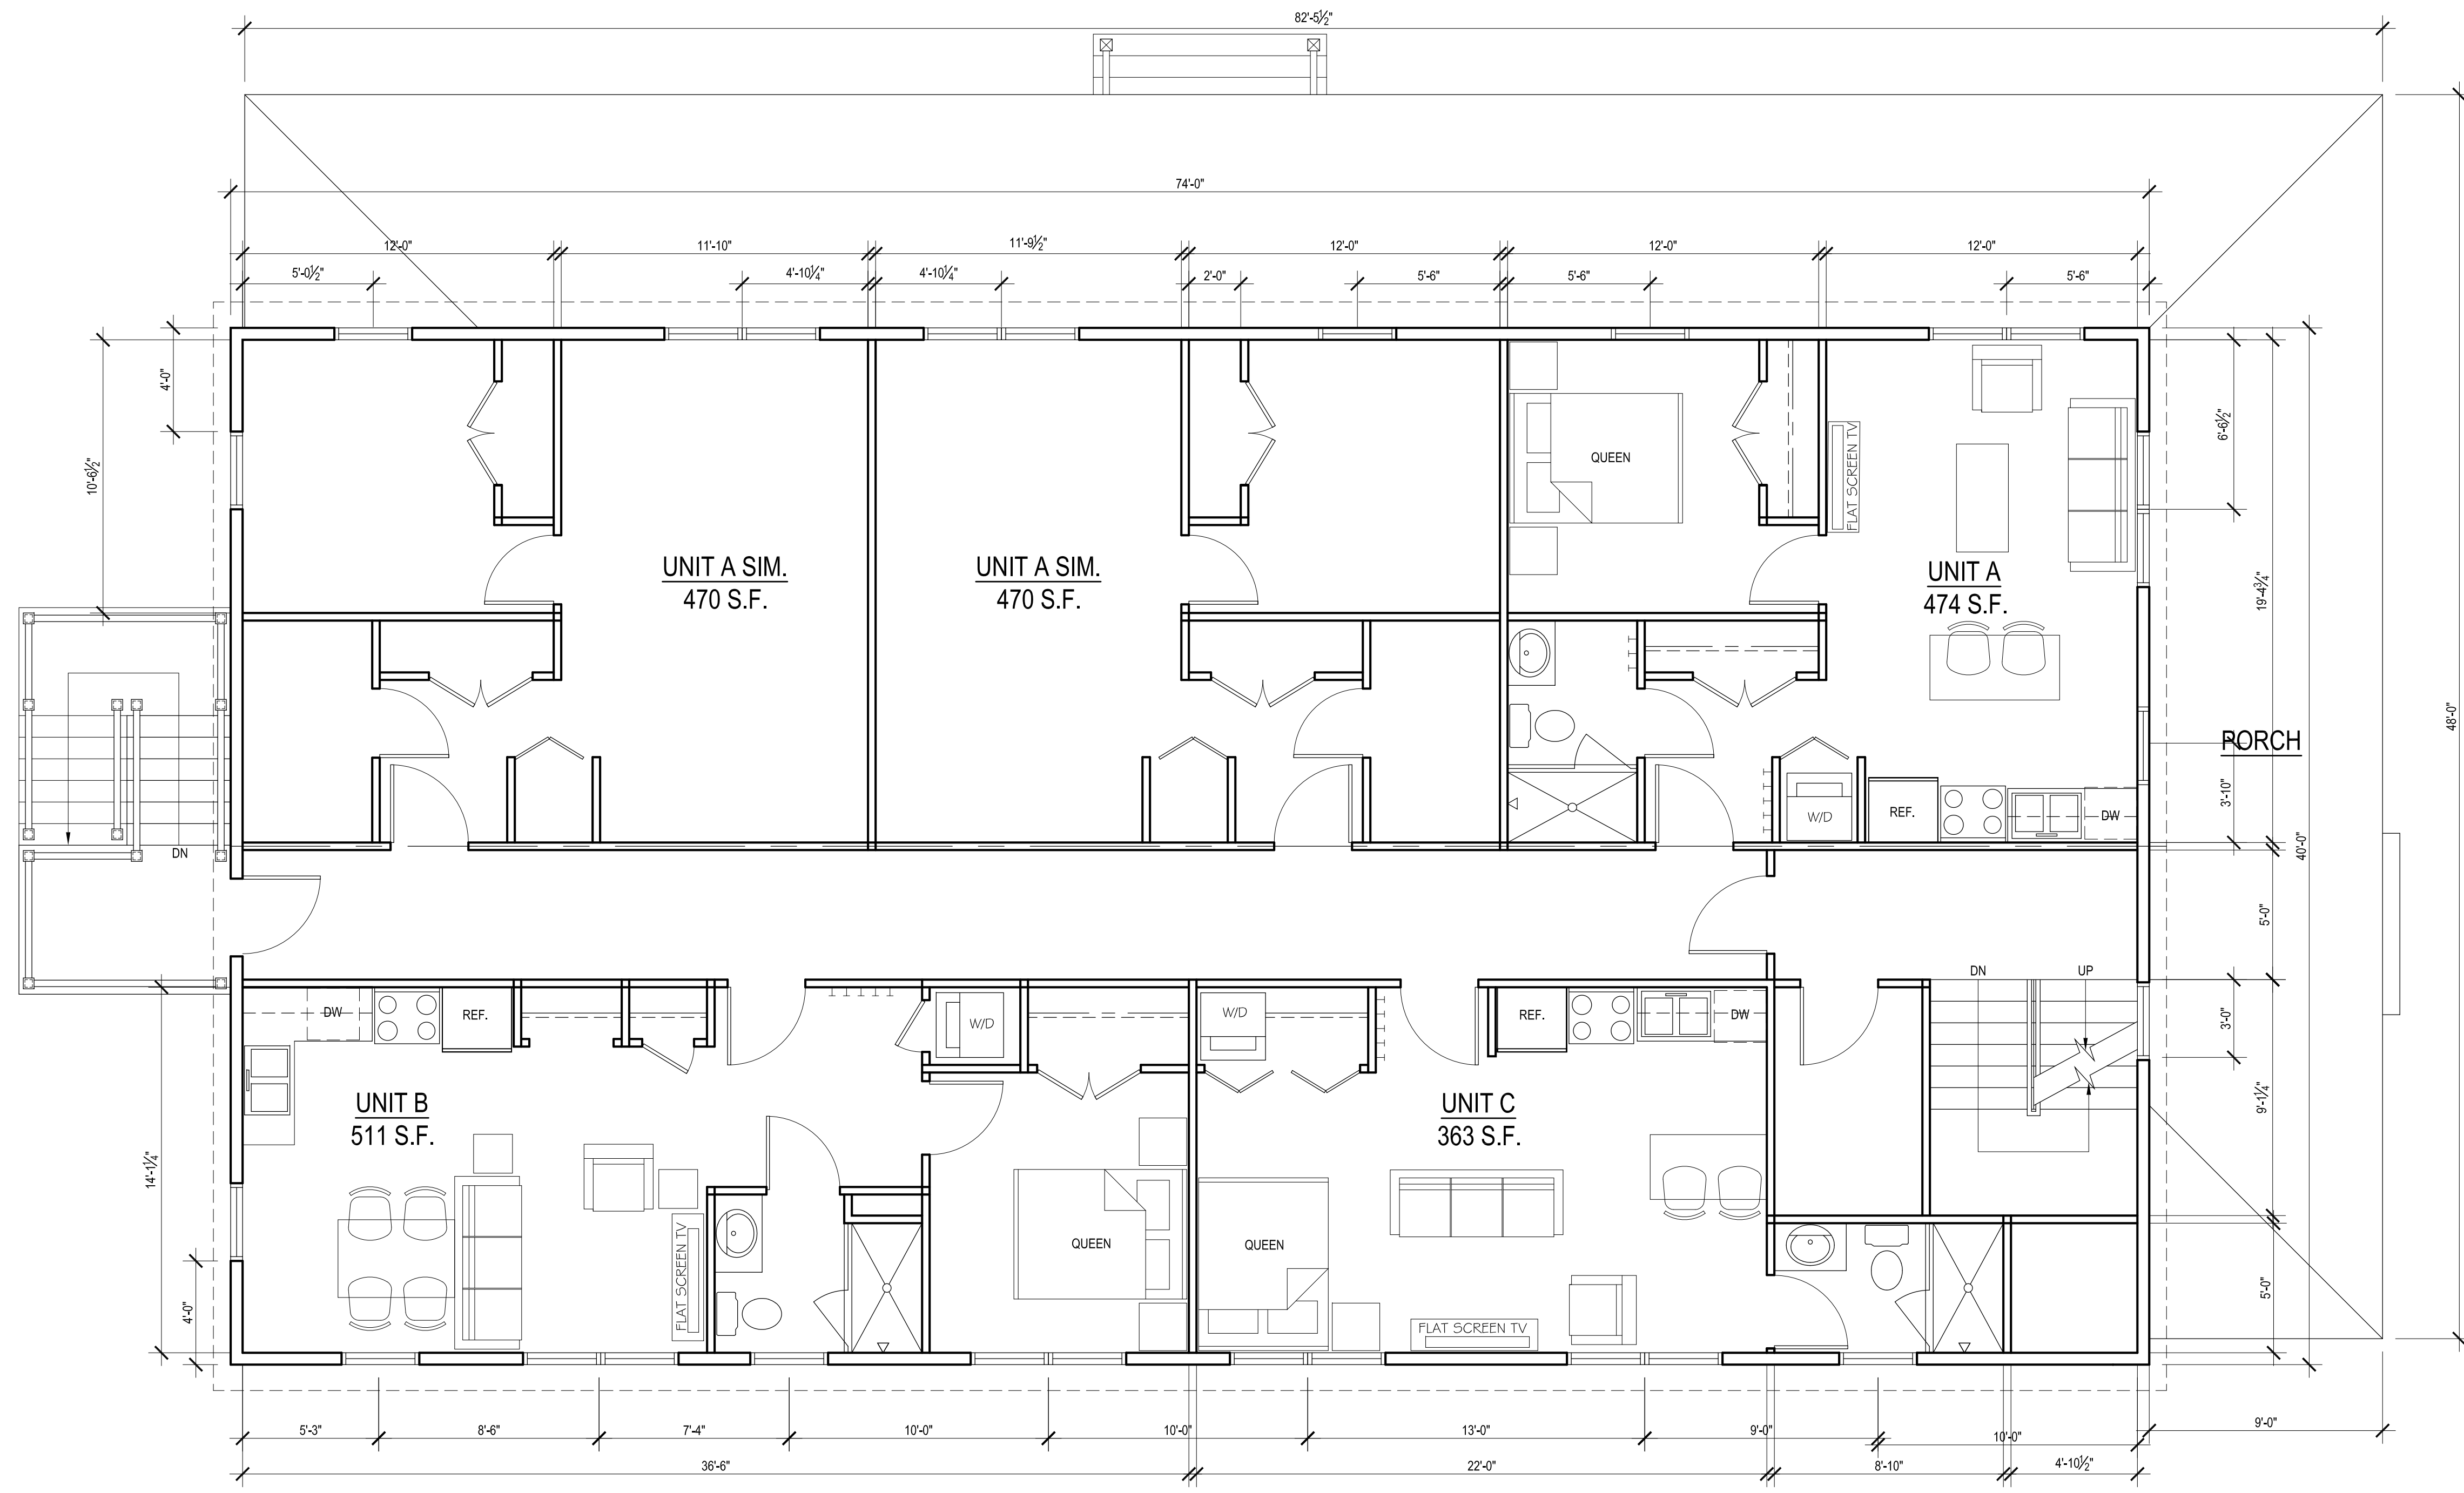 82'-5½"
74'-0"
12'-0"
11'-10"
11'-9½"
12'-0"
12'-0"
12'-0"
5'-0½"
4'-10¼"
4'-10¼"
2'-0"
5'-6"
5'-6"
5'-6"
4'-0"
10'-6½"
6'-6½"
19'-4¾"
QUEEN
FLAT SCREEN TV
UNIT A SIM.
470 S.F.
UNIT A SIM.
470 S.F.
UNIT A
474 S.F.
48'-0"
PORCH
3'-10"
W/D
REF.
DW
40'-0"
DN
5'-0"
DN
UP
DW
REF.
W/D
W/D
REF.
DW
3'-0"
9'-1¼"
UNIT B
511 S.F.
UNIT C
363 S.F.
14'-1¼"
QUEEN
QUEEN
FLAT SCREEN TV
FLAT SCREEN TV
4'-0"
5'-0"
5'-3"
8'-6"
7'-4"
10'-0"
10'-0"
13'-0"
9'-0"
10'-0"
9'-0"
36'-6"
22'-0"
8'-10"
4'-10½"